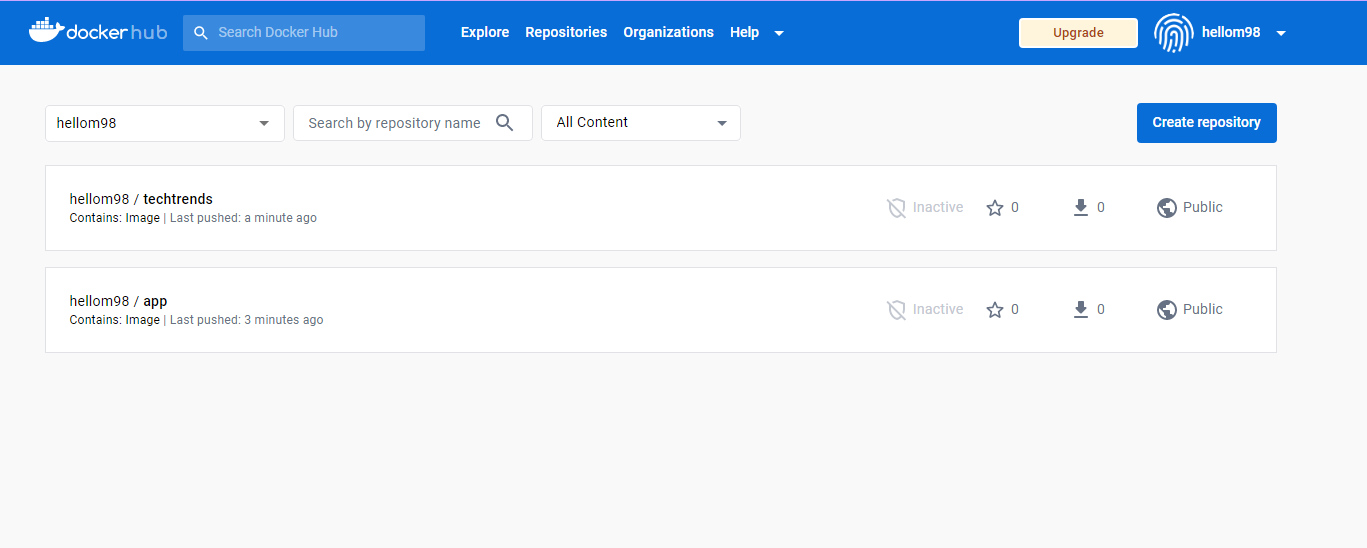 docker hub Search Docker Hub Explore Repositories Organizations Help Upgrade hellom98
hellom98 Search by repository name All Content Create repository
hellom98 / techtrends
Contains: Image | Last pushed: a minute ago
Inactive 0 0 Public
hellom98 / app
Contains: Image | Last pushed: 3 minutes ago
Inactive 0 0 Public